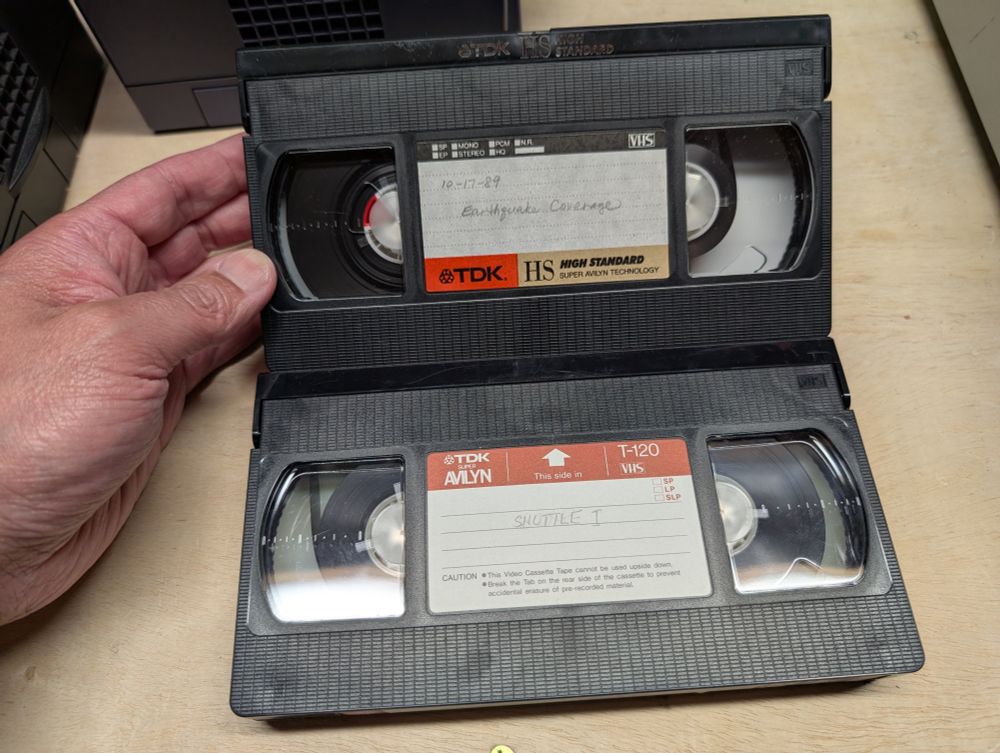 TDK HS HIGH STANDARD
VHS
SP MONO PCM N.R.
EP STEREO HQ
VHS
10-17-89
Earthquake Coverage
TDK. HS HIGH STANDARD
SUPER AVILYN TECHNOLOGY
VHS
TDK
SUPER
AVILYN
This side in
T-120
VHS
SP
LP
SLP
SHUTTLE I
CAUTION ● This Video Cassette Tape cannot be used upside down.
● Break the Tab on the rear side of the cassette to prevent
accidental erasure of pre-recorded material.